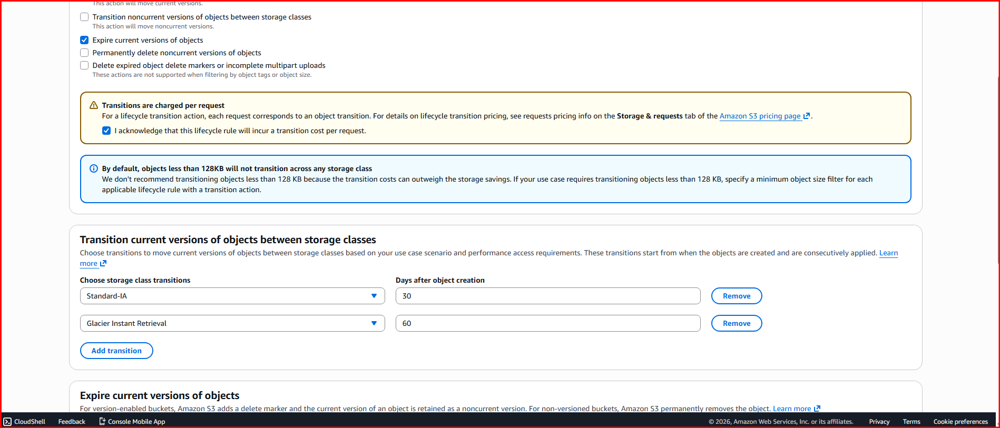 This action will move current versions.
Transition noncurrent versions of objects between storage classes
This action will move noncurrent versions.
Expire current versions of objects
Permanently delete noncurrent versions of objects
Delete expired object delete markers or incomplete multipart uploads
These actions are not supported when filtering by object tags or object size.
Transitions are charged per request
For a lifecycle transition action, each request corresponds to an object transition. For details on lifecycle transition pricing, see requests pricing info on the Storage & requests tab of the Amazon S3 pricing page.
I acknowledge that this lifecycle rule will incur a transition cost per request.
By default, objects less than 128KB will not transition across any storage class
We don't recommend transitioning objects less than 128 KB because the transition costs can outweigh the storage savings. If your use case requires transitioning objects less than 128 KB, specify a minimum object size filter for each
applicable lifecycle rule with a transition action.
Transition current versions of objects between storage classes
Choose transitions to move current versions of objects between storage classes based on your use case scenario and performance access requirements. These transitions start from when the objects are created and are consecutively applied. Learn
more
Choose storage class transitions Days after object creation
Standard-IA 30 Remove
Glacier Instant Retrieval 60 Remove
Add transition
Expire current versions of objects
For version-enabled buckets, Amazon S3 adds a delete marker and the current version of an object is retained as a noncurrent version. For non-versioned buckets, Amazon S3 permanently removes the object. Learn more
CloudShell Feedback Console Mobile App © 2026, Amazon Web Services, Inc. or its affiliates. Privacy Terms Cookie preferences